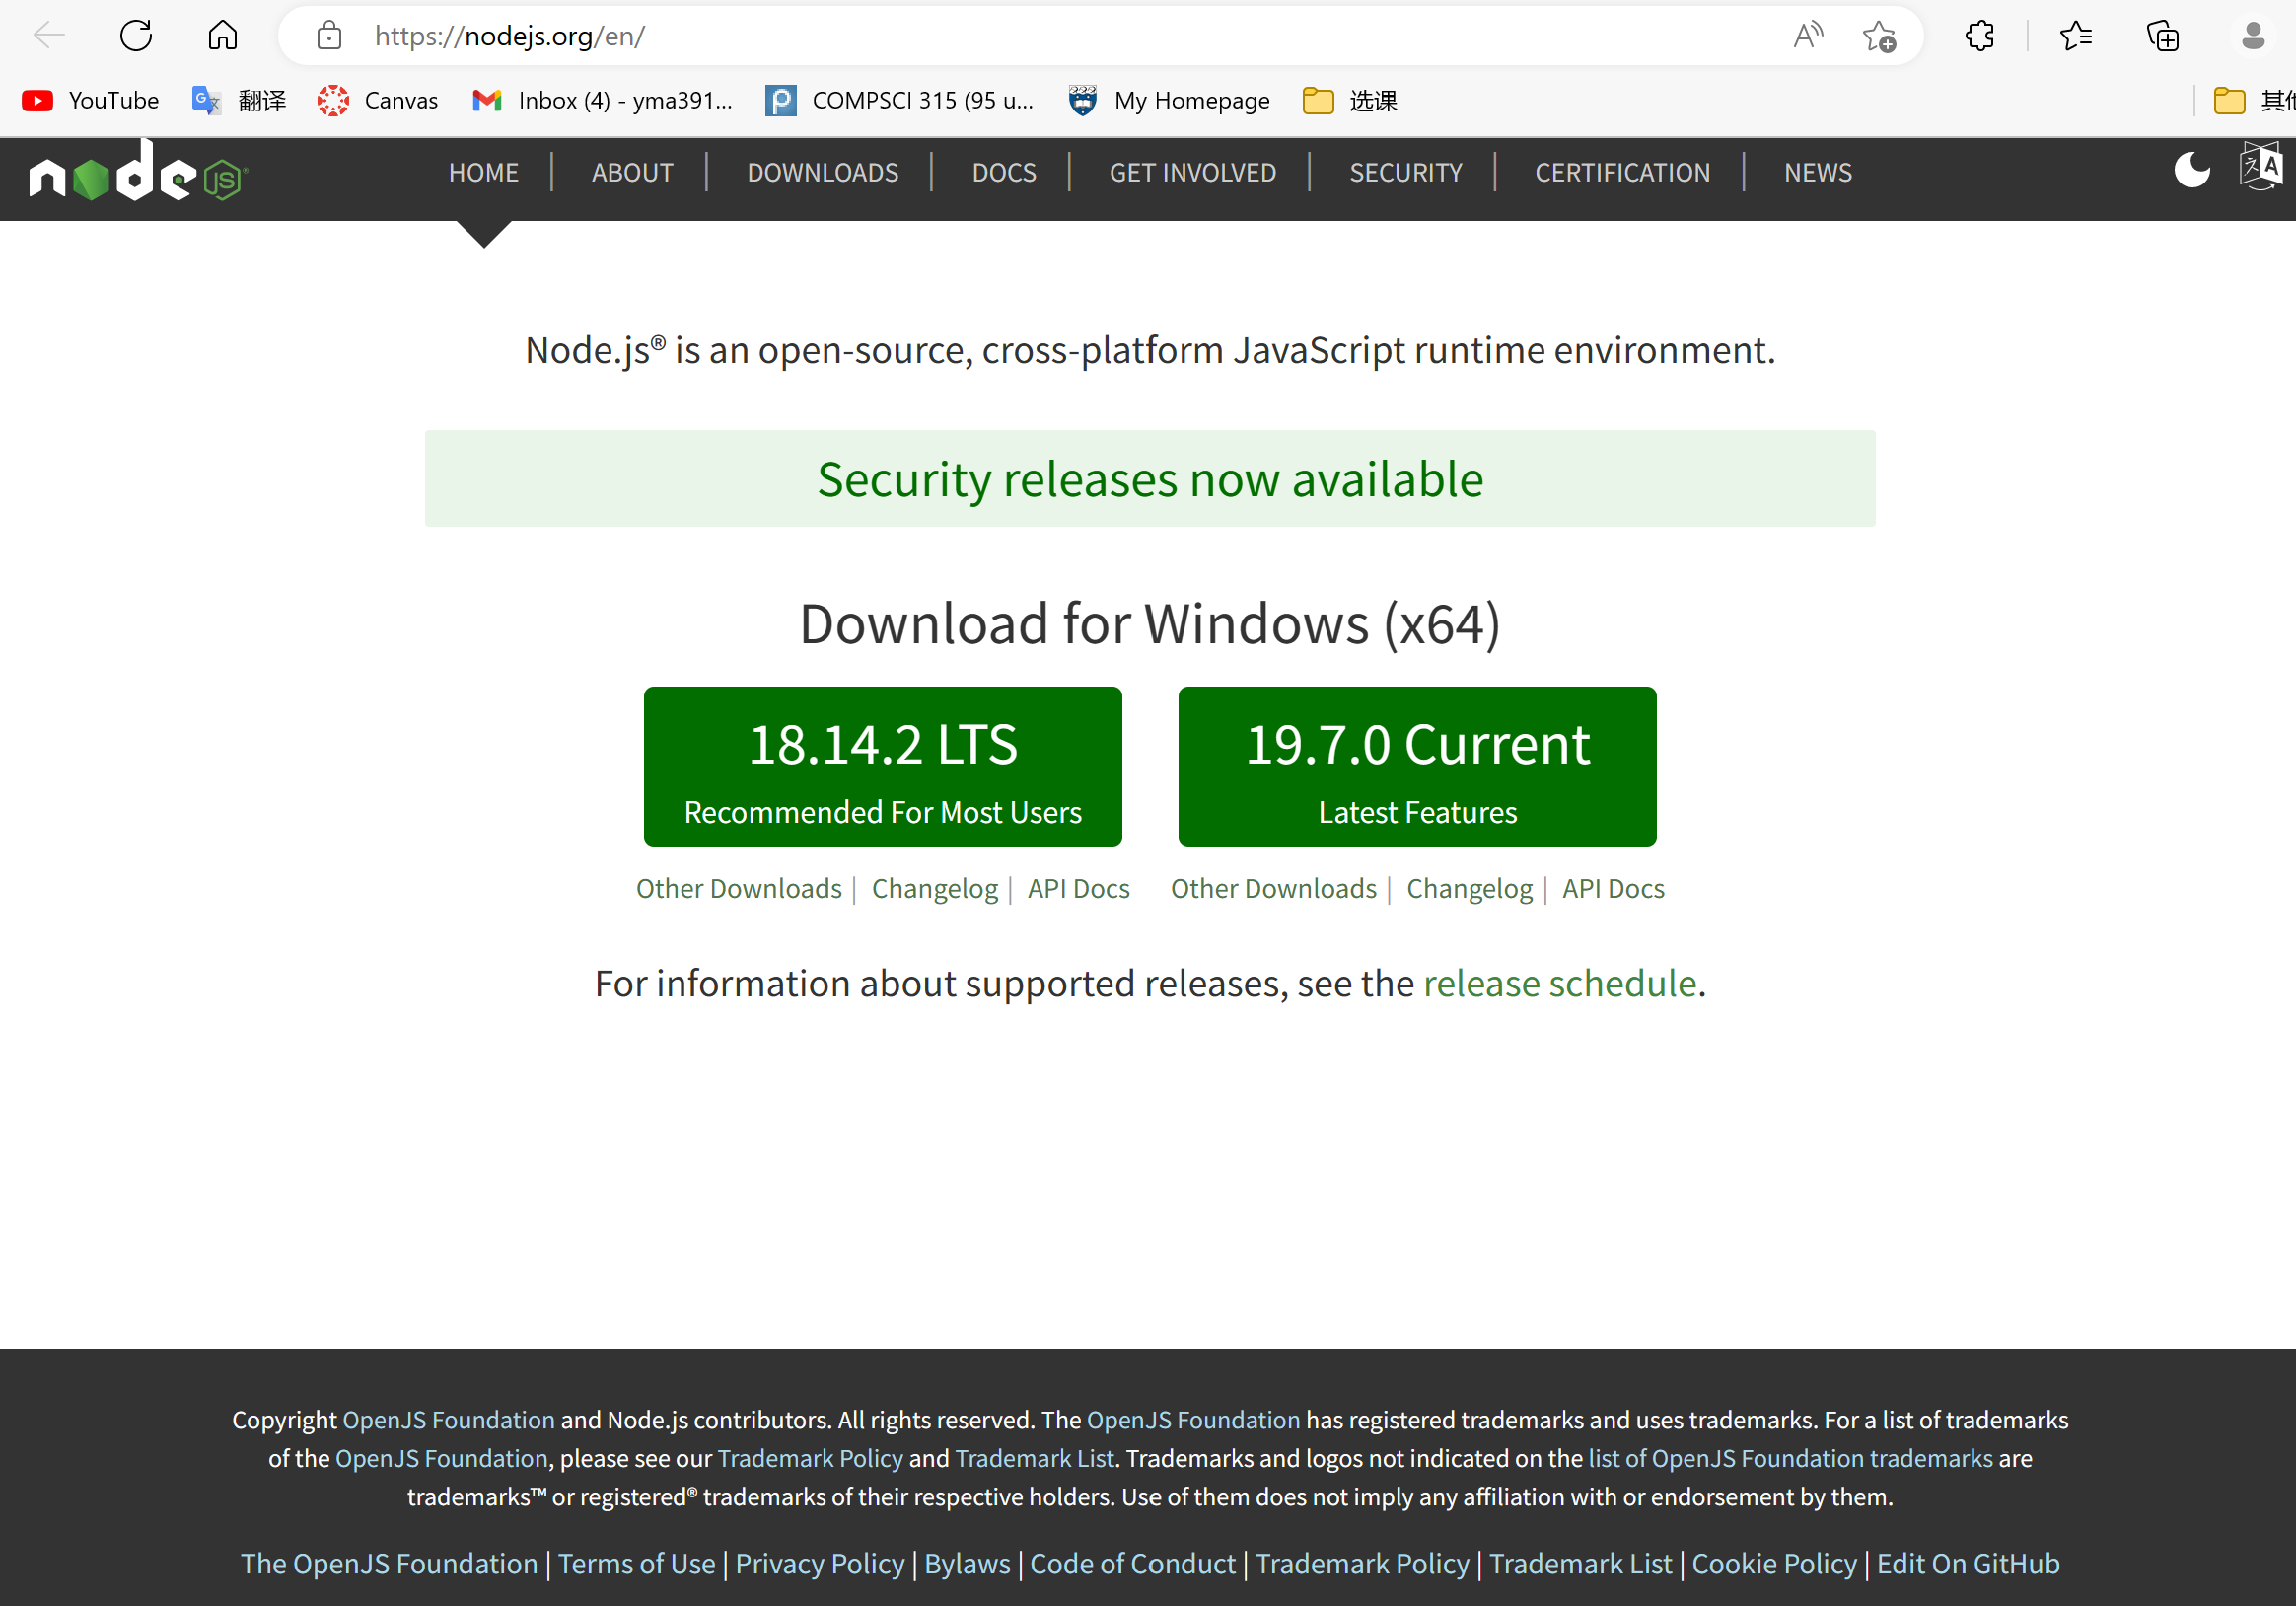 https://nodejs.org/en/
YouTube 翻译 Canvas Inbox (4) - yma391... COMPSCI 315 (95 u... My Homepage 选课
node JS
HOME | ABOUT | DOWNLOADS | DOCS | GET INVOLVED | SECURITY | CERTIFICATION | NEWS
Node.js® is an open-source, cross-platform JavaScript runtime environment.
Security releases now available
Download for Windows (x64)
18.14.2 LTS
Recommended For Most Users
19.7.0 Current
Latest Features
Other Downloads | Changelog | API Docs
Other Downloads | Changelog | API Docs
For information about supported releases, see the release schedule.
Copyright OpenJS Foundation and Node.js contributors. All rights reserved. The OpenJS Foundation has registered trademarks and uses trademarks. For a list of trademarks
of the OpenJS Foundation, please see our Trademark Policy and Trademark List. Trademarks and logos not indicated on the list of OpenJS Foundation trademarks are
trademarks™ or registered® trademarks of their respective holders. Use of them does not imply any affiliation with or endorsement by them.
The OpenJS Foundation | Terms of Use | Privacy Policy | Bylaws | Code of Conduct | Trademark Policy | Trademark List | Cookie Policy | Edit On GitHub